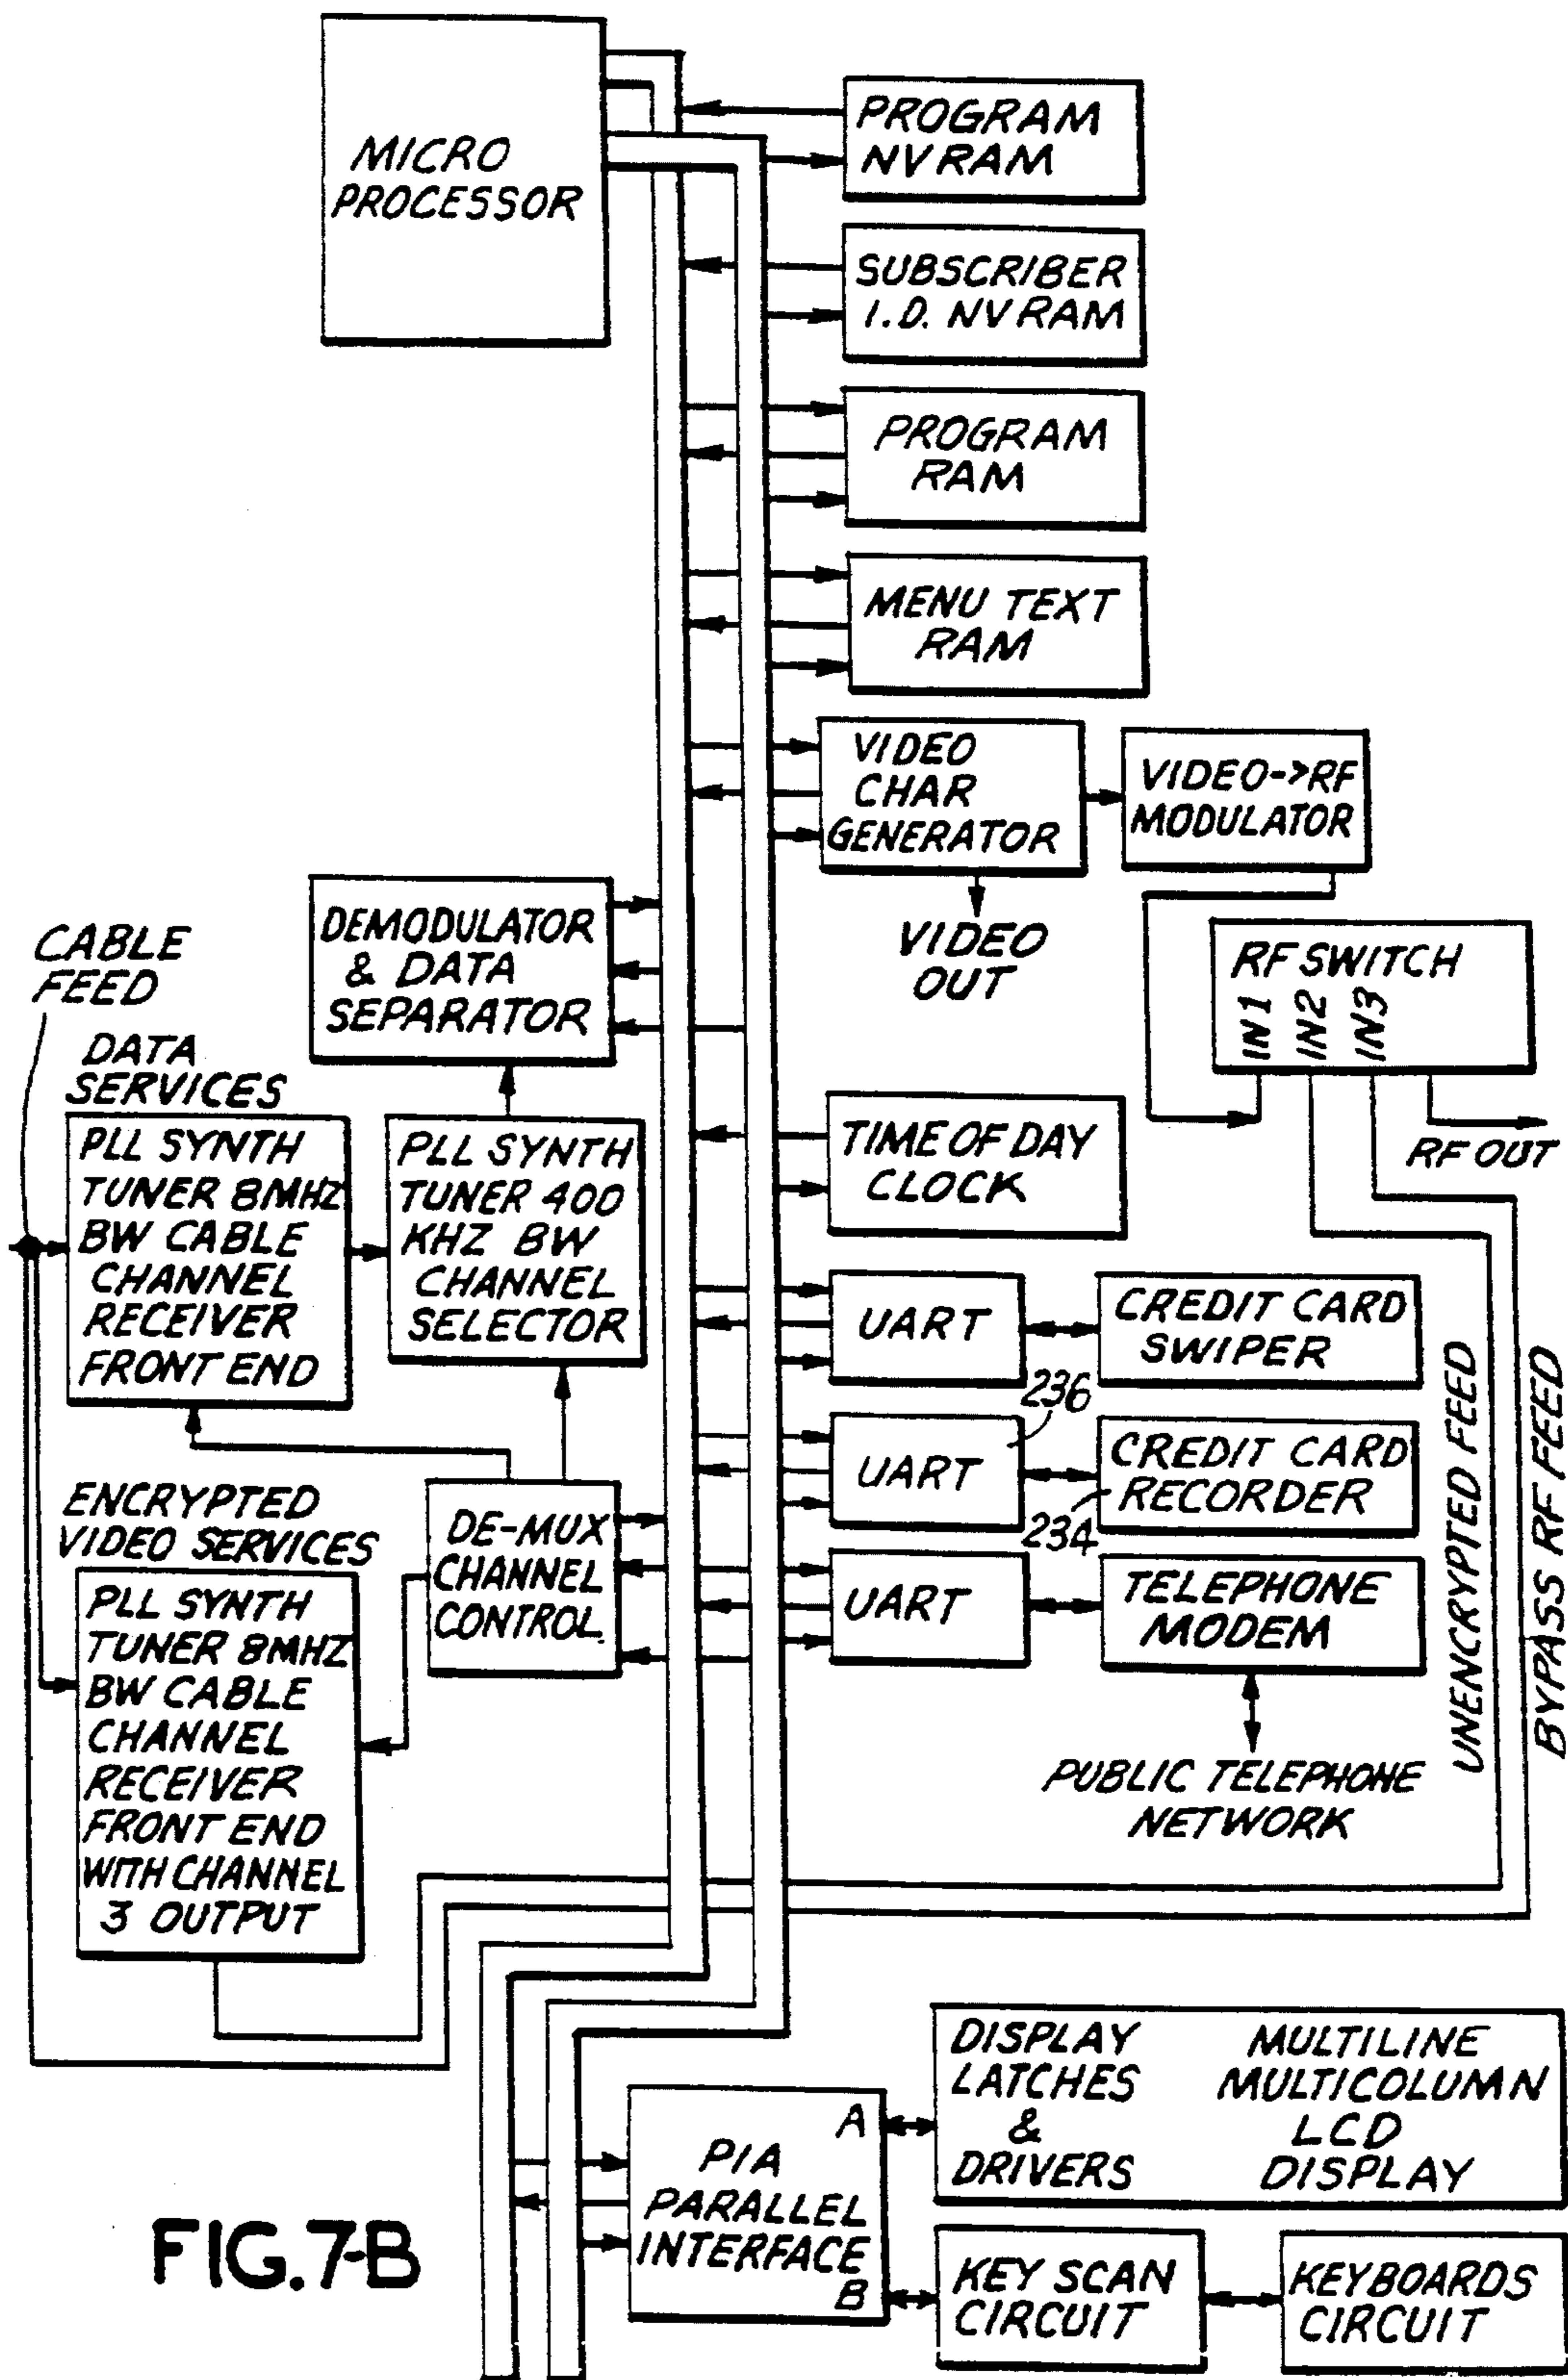 MICRO
PROCESSOR
PROGRAM
NVRAM
SUBSCRIBER
I.D. NVRAM
PROGRAM
RAM
MENU TEXT
RAM
VIDEO
CHAR
GENERATOR
VIDEO->RF
MODULATOR
VIDEO
OUT
DEMODULATOR
& DATA
SEPARATOR
CABLE
FEED
RF SWITCH
IN1
IN2
IN3
RF OUT
DATA
SERVICES
PLL SYNTH
TUNER 8MHZ
BW CABLE
CHANNEL
RECEIVER
FRONT END
PLL SYNTH
TUNER 400
KHZ BW
CHANNEL
SELECTOR
TIME OF DAY
CLOCK
UART
CREDIT CARD
SWIPER
236
UART
CREDIT CARD
RECORDER
234
UART
TELEPHONE
MODEM
PUBLIC TELEPHONE
NETWORK
UNENCRYPTED FEED
BYPASS RF FEED
ENCRYPTED
VIDEO SERVICES
PLL SYNTH
TUNER 8MHZ
BW CABLE
CHANNEL
RECEIVER
FRONT END
WITH CHANNEL
3 OUTPUT
DE-MUX
CHANNEL
CONTROL.
PIA
PARALLEL
INTERFACE
A
B
DISPLAY
LATCHES
&
DRIVERS
MULTILINE
MULTICOLUMN
LCD
DISPLAY
KEY SCAN
CIRCUIT
KEYBOARDS
CIRCUIT
FIG.7-B